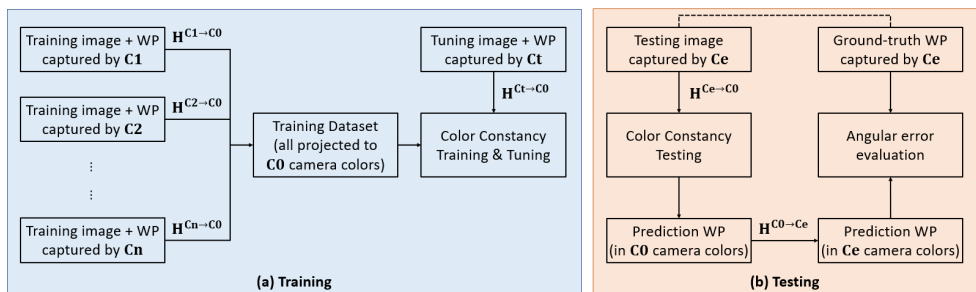 Training image + WP
captured by C1
H^C1→C0
Training image + WP
captured by C2
H^C2→C0
⋮
⋮
Training image + WP
captured by Cn
H^Cn→C0
Training Dataset
(all projected to
C0 camera colors)
Tuning image + WP
captured by Ct
H^Ct→C0
Color Constancy
Training & Tuning
(a) Training
Testing image
captured by Ce
H^Ce→C0
Color Constancy
Testing
Prediction WP
(in C0 camera colors)
H^C0→Ce
Ground-truth WP
captured by Ce
Angular error
evaluation
Prediction WP
(in Ce camera colors)
(b) Testing